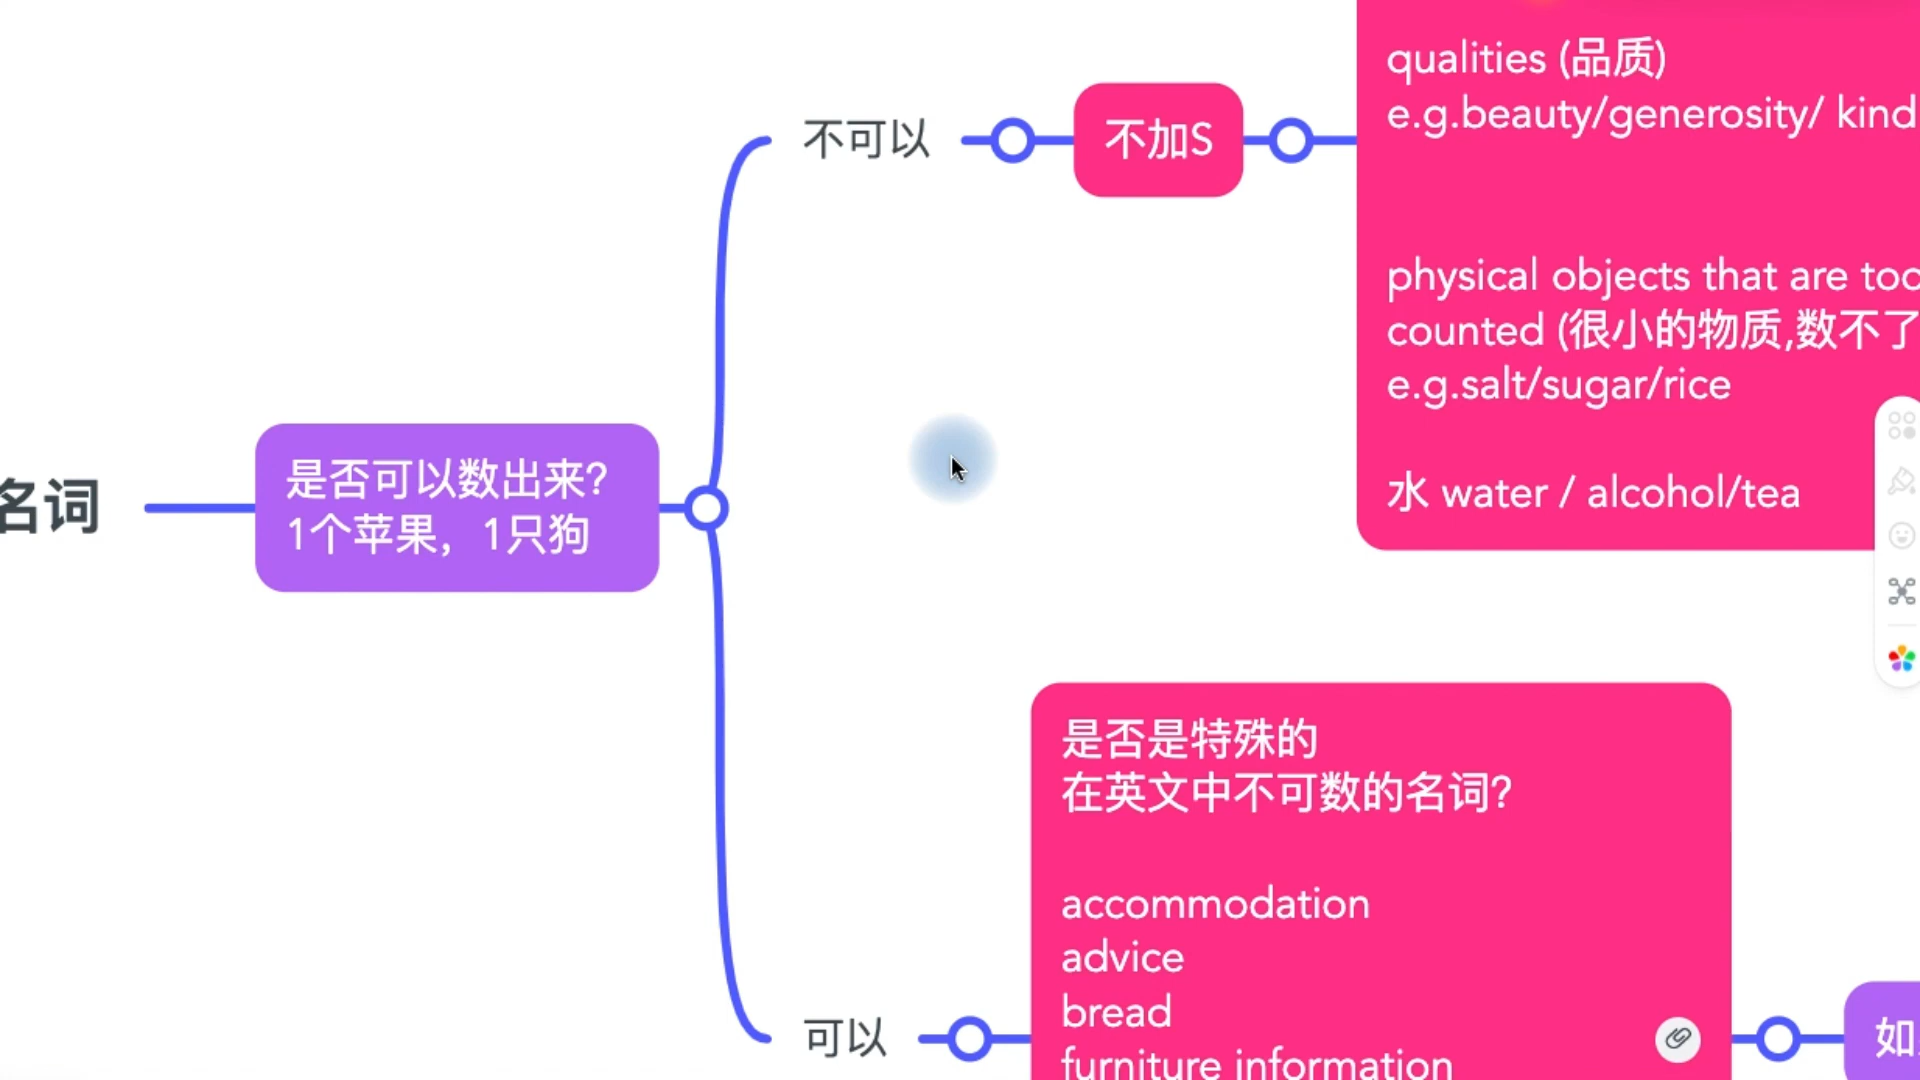 名词
是否可以数出来?
1个苹果，1只狗
不可以
不加S
qualities (品质)
e.g.beauty/generosity/ kind
physical objects that are too
counted (很小的物质,数不了
e.g.salt/sugar/rice
水 water / alcohol/tea
可以
是否是特殊的
在英文中不可数的名词?
accommodation
advice
bread
furniture information
如